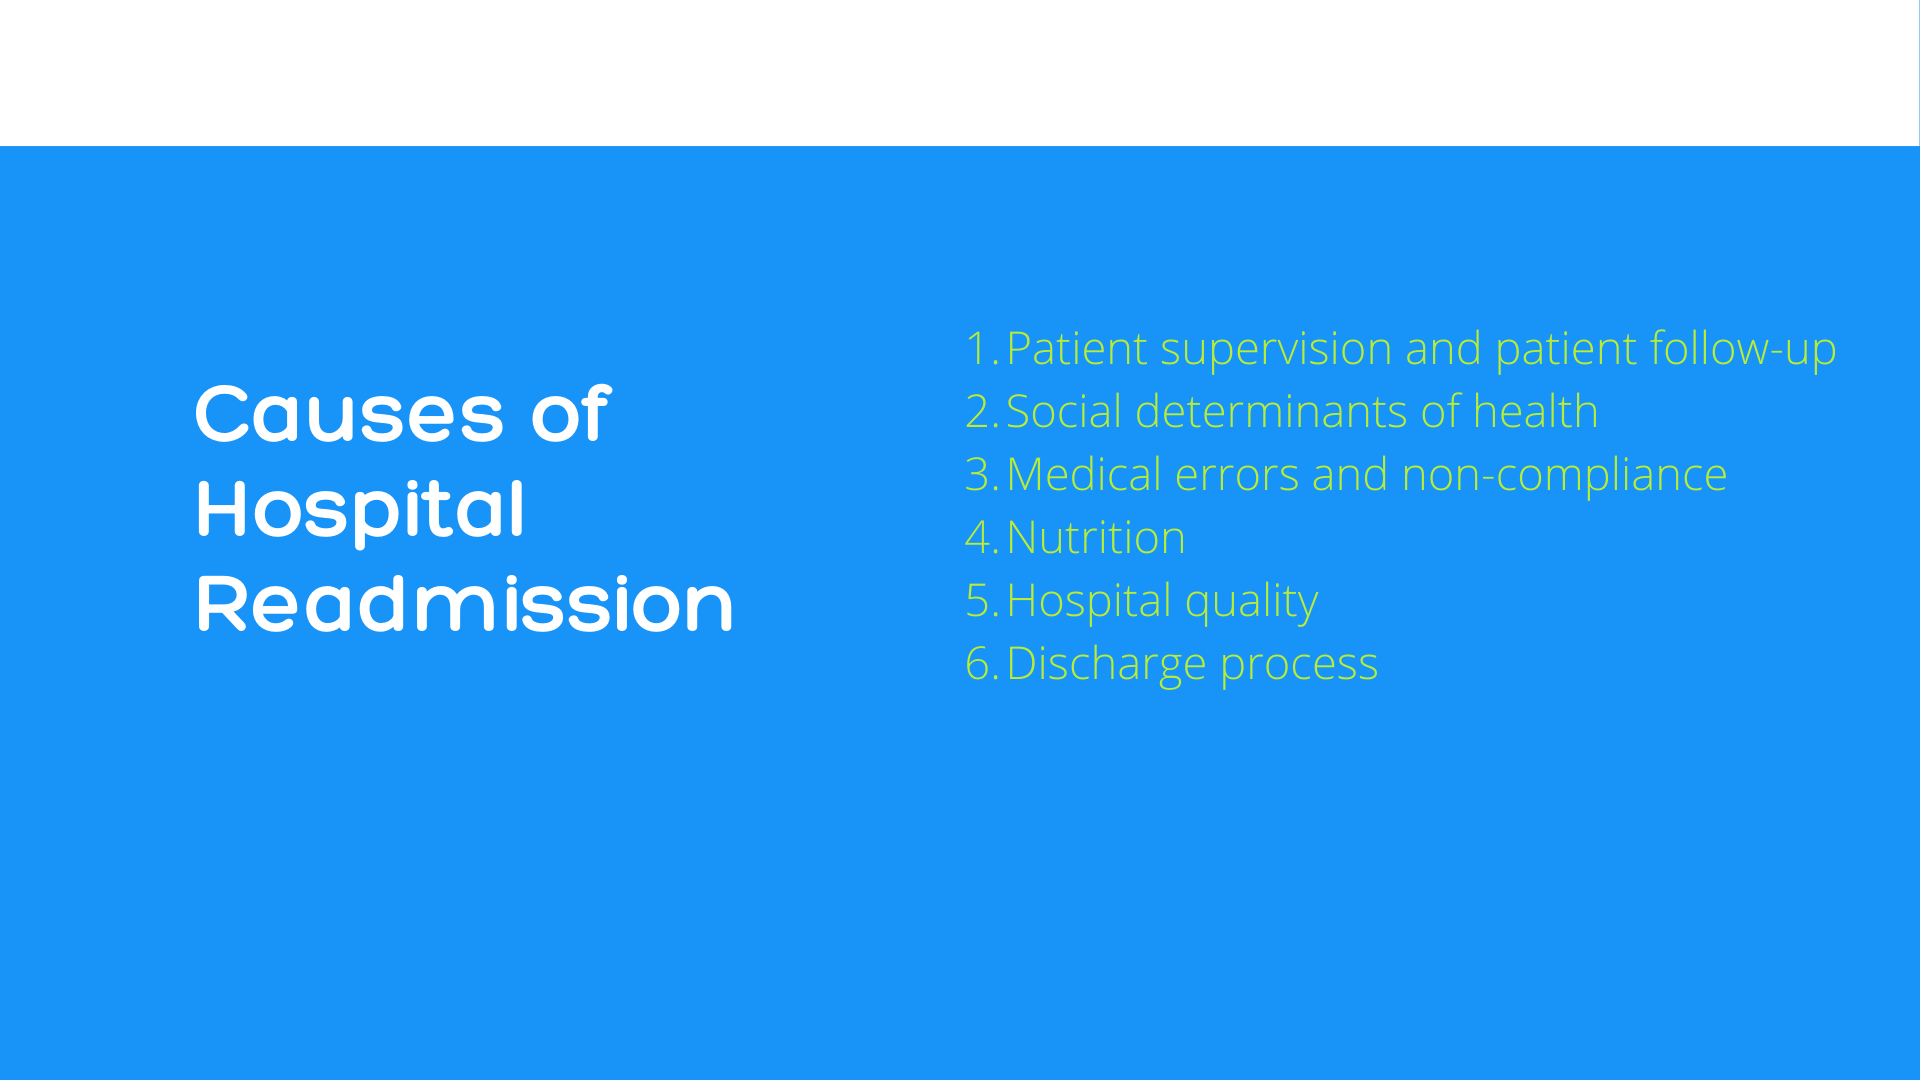 Causes of
Hospital
Readmission
1. Patient supervision and patient follow-up
2. Social determinants of health
3. Medical errors and non-compliance
4. Nutrition
5. Hospital quality
6. Discharge process